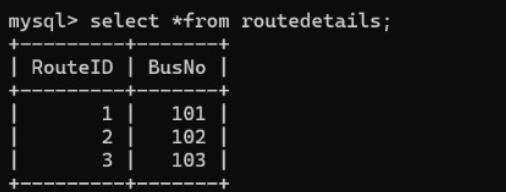 mysql> select *from routedetails;
+---------+-------+
| RouteID | BusNo |
+---------+-------+
|       1 |   101 |
|       2 |   102 |
|       3 |   103 |
+---------+-------+